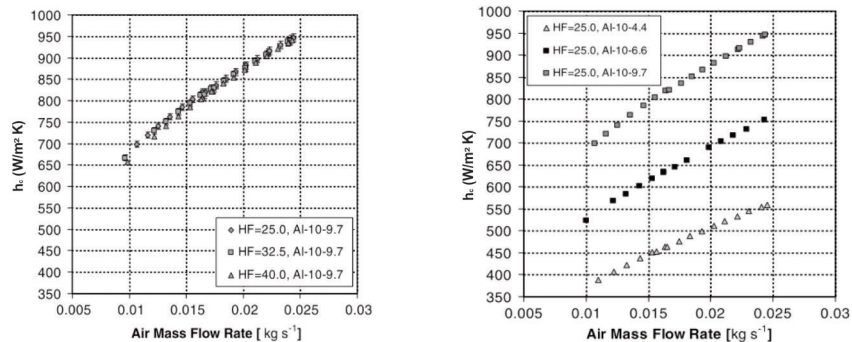 1000
950
900
850
800
750
700
650
600
550
500
450
400
350
h_c (W/m² K)
HF=25.0, Al-10-9.7
HF=32.5, Al-10-9.7
HF=40.0, Al-10-9.7
0.005 0.01 0.015 0.02 0.025 0.03
Air Mass Flow Rate [ kg s⁻¹]
1000
950
900
850
800
750
700
650
600
550
500
450
400
350
h_c (W/m² K)
HF=25.0, Al-10-4.4
HF=25.0, Al-10-6.6
HF=25.0, Al-10-9.7
0.005 0.01 0.015 0.02 0.025 0.03
Air Mass Flow Rate [kg s⁻¹]